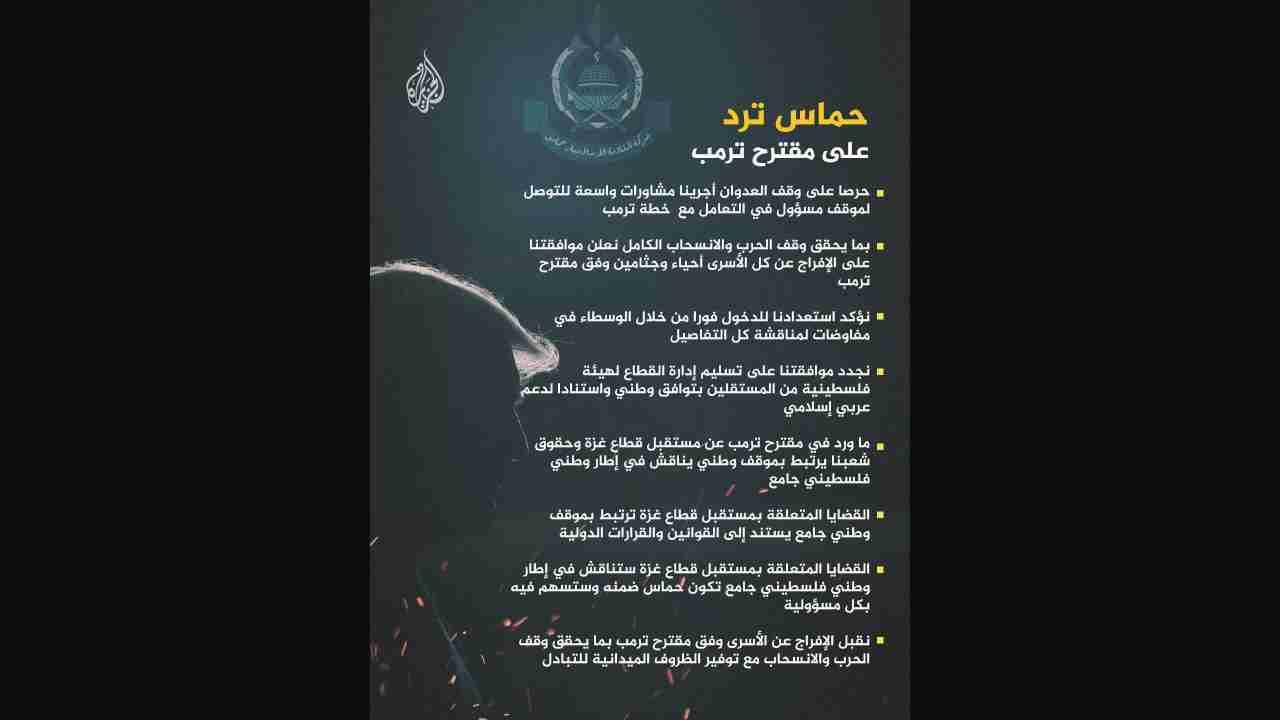 الجزيرة
حماس ترد
على مقترح ترمب
حرصا على وقف العدوان أجرينا مشاورات واسعة للتوصل
لموقف مسؤول في التعامل مع خطة ترمب
بما يحقق وقف الحرب والانسحاب الكامل نعلن موافقتنا
على الإفراج عن كل الأسرى أحياء وجثامين وفق مقترح
ترمب
نؤكد استعدادنا للدخول فورا من خلال الوسطاء في
مفاوضات لمناقشة كل التفاصيل
نجدد موافقتنا على تسليم إدارة القطاع لهيئة
فلسطينية من المستقلين بتوافق وطني واستنادا لدعم
عربي إسلامي
ما ورد في مقترح ترمب عن مستقبل قطاع غزة وحقوق
شعبنا يرتبط بموقف وطني يناقش في إطار وطني
فلسطيني جامع
القضايا المتعلقة بمستقبل قطاع غزة ترتبط بموقف
وطني جامع يستند إلى القوانين والقرارات الدولية
القضايا المتعلقة بمستقبل قطاع غزة ستناقش في إطار
وطني فلسطيني جامع تكون حماس ضمنه وستسهم فيه
بكل مسؤولية
نقبل الإفراج عن الأسرى وفق مقترح ترمب بما يحقق وقف
الحرب والانسحاب مع توفير الظروف الميدانية للتبادل